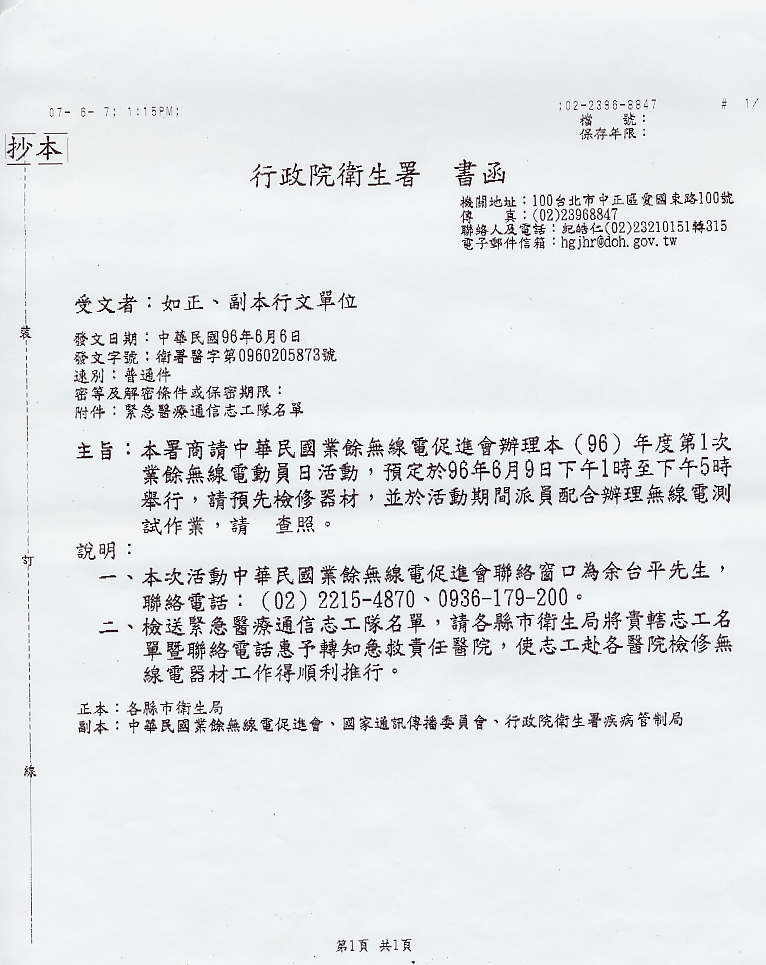 07- 6- 7; 1:15PM;
;02-2396-8847 # 1/
檔 號：
保存年限：
抄本
行政院衛生署 書函
機關地址：100台北市中正區愛國東路100號
傳 真：(02)23968847
聯絡人及電話：紀皓仁(02)23210151轉315
電子郵件信箱：hgjhr@doh.gov.tw
受文者：如正、副本行文單位
發文日期：中華民國96年6月6日
發文字號：衛署醫字第0960205873號
速別：普通件
密等及解密條件或保密期限：
附件：緊急醫療通信志工隊名單
主旨：本署商請中華民國業餘無線電促進會辦理本（96）年度第1次
業餘無線電動員日活動，預定於96年6月9日下午1時至下午5時
舉行，請預先檢修器材，並於活動期間派員配合辦理無線電測
試作業，請 查照。
說明：
一、本次活動中華民國業餘無線電促進會聯絡窗口為余台平先生，
聯絡電話：（02）2215-4870、0936-179-200。
二、檢送緊急醫療通信志工隊名單，請各縣市衛生局將貴轄志工名
單暨聯絡電話惠予轉知急救責任醫院，使志工赴各醫院檢修無
線電器材工作得順利推行。
正本：各縣市衛生局
副本：中華民國業餘無線電促進會、國家通訊傳播委員會、行政院衛生署疾病管制局
裝
訂
線
第1頁 共1頁